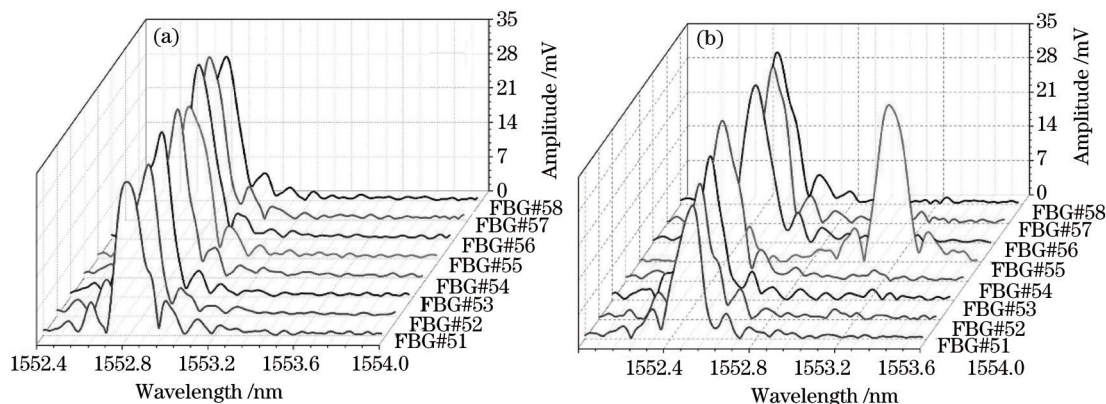 (a)
35
28
21
14
7
0
Amplitude /mV
FBG#58
FBG#57
FBG#56
FBG#55
FBG#54
FBG#53
FBG#52
FBG#51
1552.4 1552.8 1553.2 1553.6 1554.0
Wavelength /nm
(b)
35
28
21
14
7
0
Amplitude /mV
FBG#58
FBG#57
FBG#56
FBG#55
FBG#54
FBG#53
FBG#52
FBG#51
1552.4 1552.8 1553.2 1553.6 1554.0
Wavelength /nm